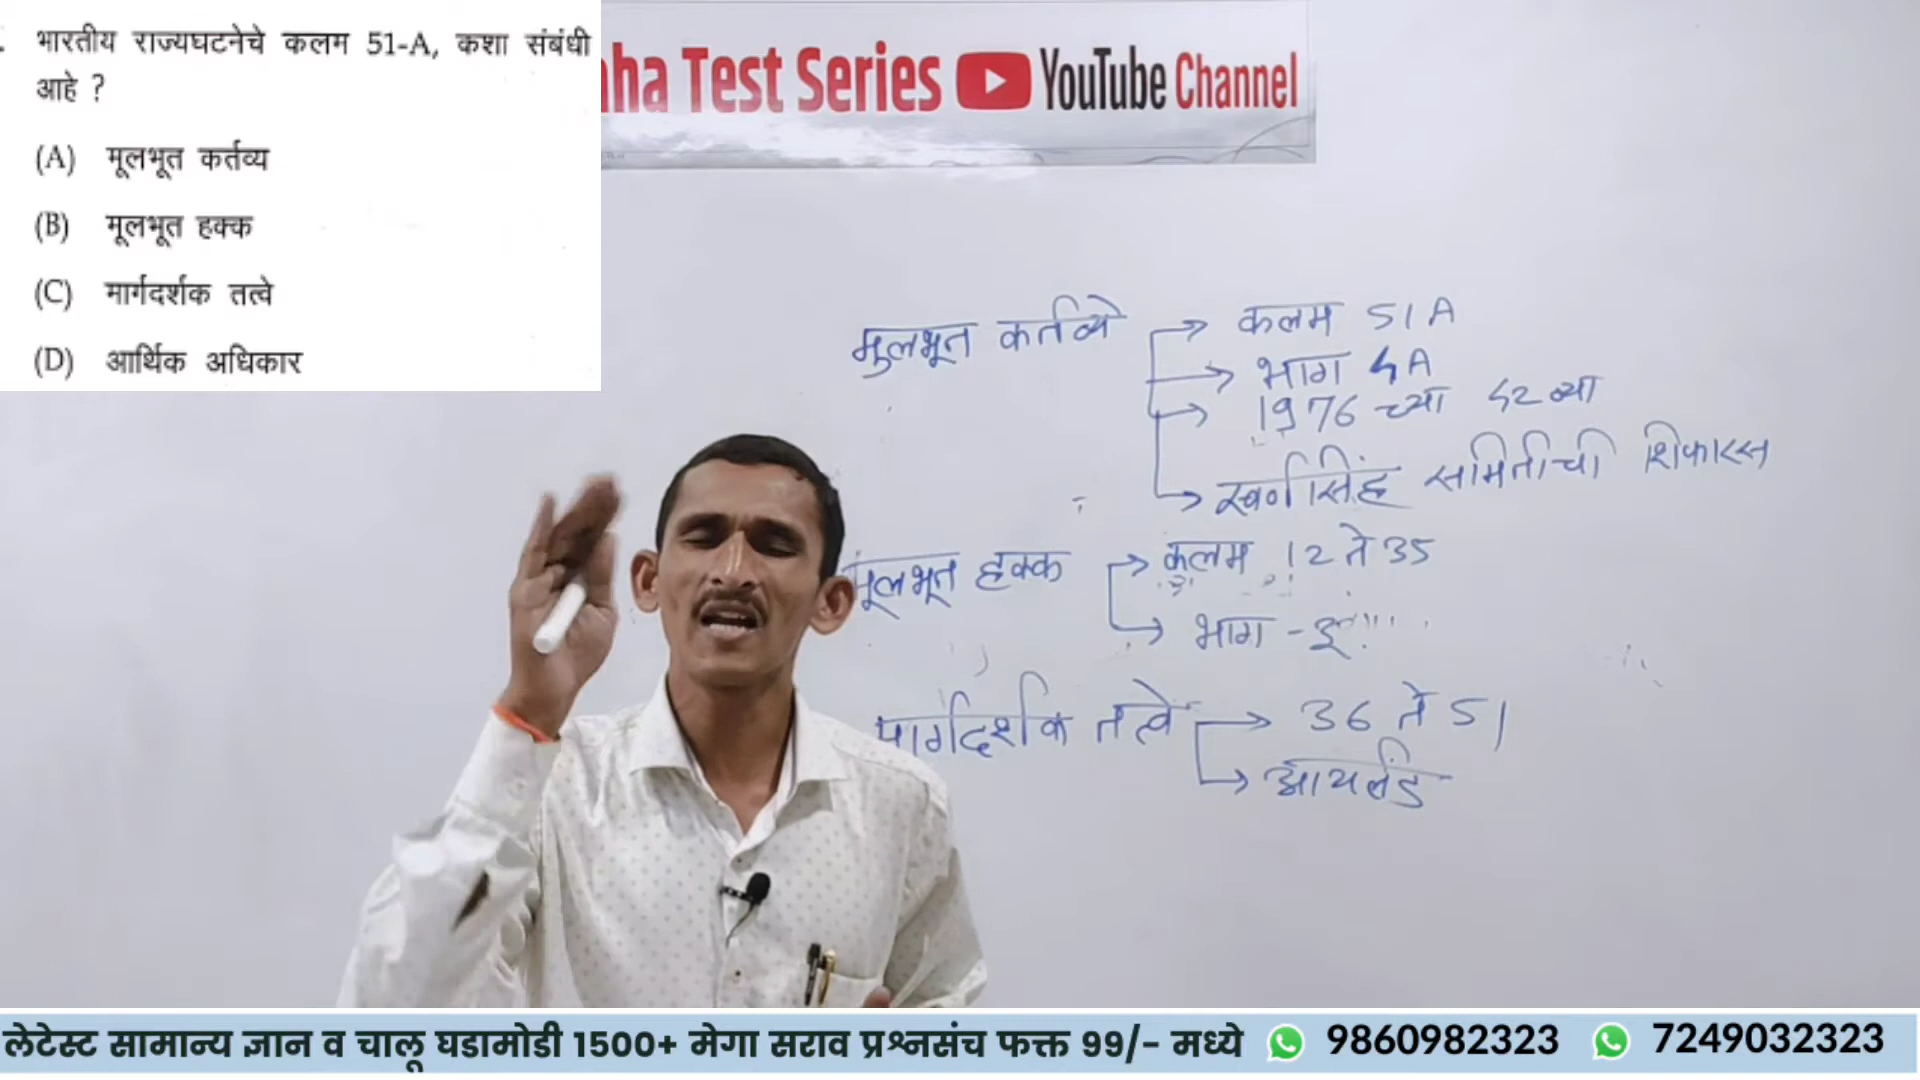 भारतीय राज्यघटनेचे कलम 51-A, कशा संबंधी
आहे ?
(A) मूलभूत कर्तव्य
(B) मूलभूत हक्क
(C) मार्गदर्शक तत्वे
(D) आर्थिक अधिकार
ha Test Series YouTube Channel
मुलभूत कर्तव्ये → कलम 51A
→ भाग 4A
→ 1976 च्या 42 व्या
→ स्वर्णसिंह समितीची शिफारस
मूलभूत हक्क → कलम 12 ते 35
→ भाग - 3
मार्गदर्शक तत्वे → 36 ते 51
→ आयर्लंड
लेटेस्ट सामान्य ज्ञान व चालू घडामोडी 1500+ मेगा सराव प्रश्नसंच फक्त 99/- मध्ये 9860982323 7249032323